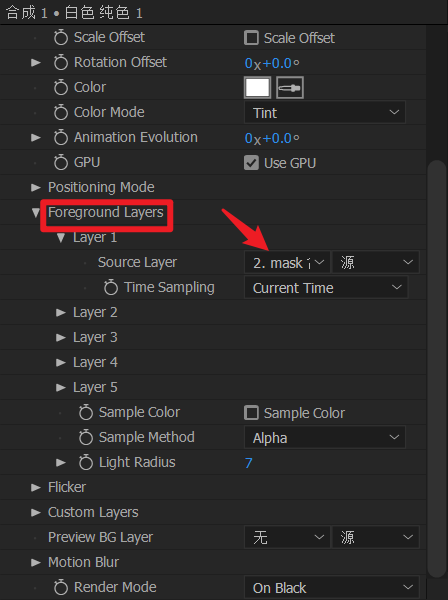 合成 1 • 白色 纯色 1
Scale Offset Scale Offset
Rotation Offset 0x+0.0°
Color
Color Mode Tint
Animation Evolution 0x+0.0°
GPU Use GPU
Positioning Mode
Foreground Layers
Layer 1
Source Layer 2. mask 源
Time Sampling Current Time
Layer 2
Layer 3
Layer 4
Layer 5
Sample Color Sample Color
Sample Method Alpha
Light Radius 7
Flicker
Custom Layers
Preview BG Layer 无 源
Motion Blur
Render Mode On Black